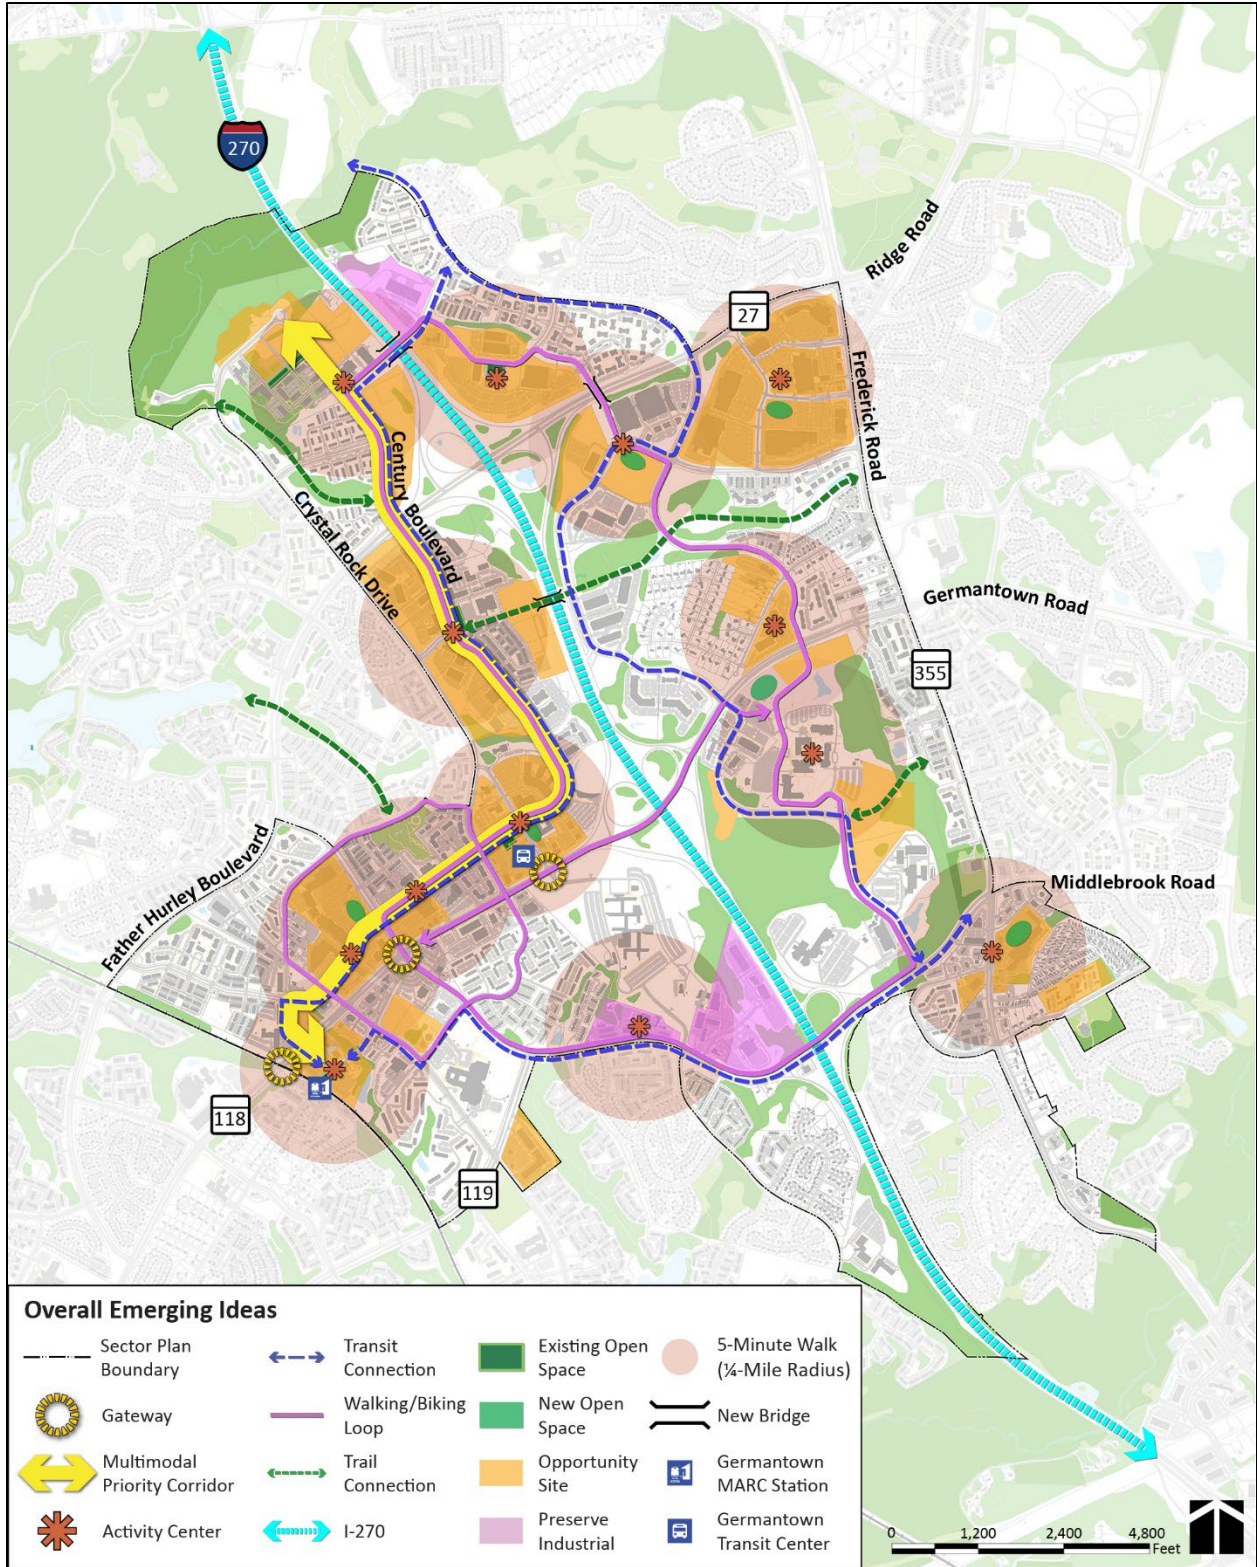 270
Ridge Road
27
Frederick Road
Century Boulevard
Crystal Rock Drive
Germantown Road
355
Father Hurley Boulevard
Middlebrook Road
118
119
Overall Emerging Ideas
Sector Plan
Boundary
Transit
Connection
Existing Open
Space
5-Minute Walk
(¼-Mile Radius)
Gateway
Walking/Biking
Loop
New Open
Space
New Bridge
Multimodal
Priority Corridor
Trail
Connection
Opportunity
Site
Germantown
MARC Station
Activity Center
I-270
Preserve
Industrial
Germantown
Transit Center
0 1,200 2,400 4,800
Feet